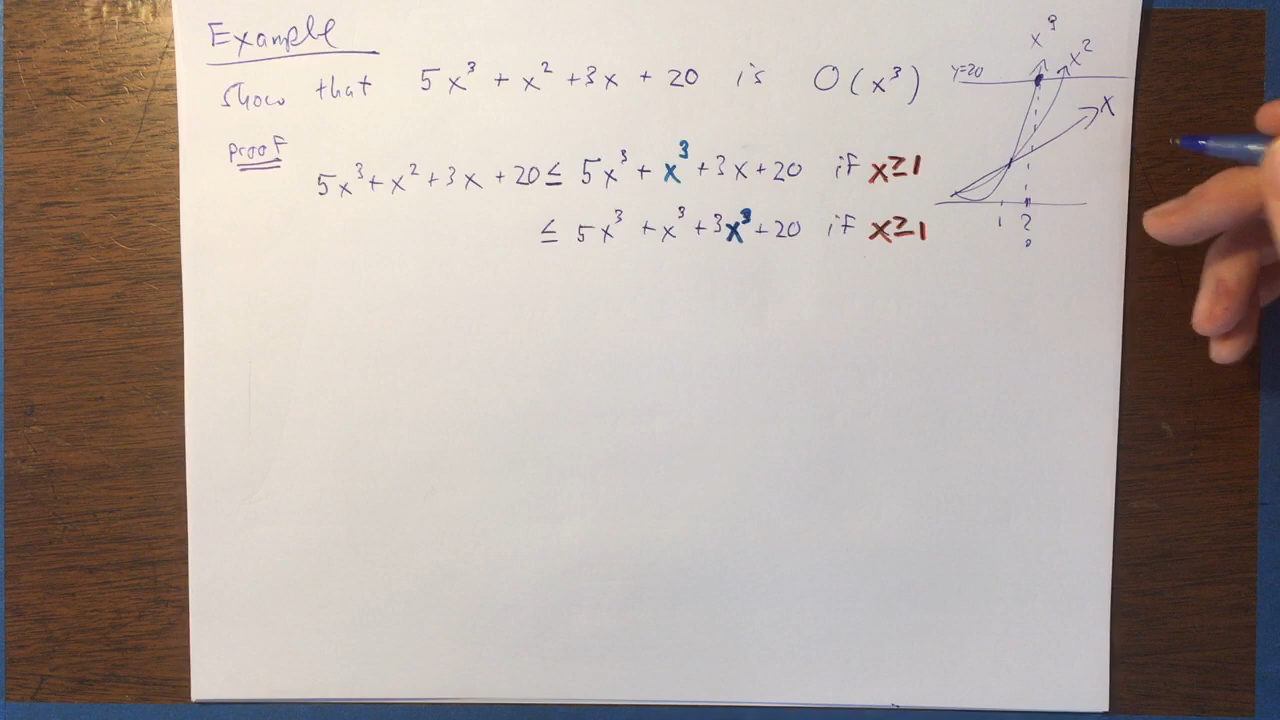 Example
Show that 5x³ + x² + 3x + 20 is O(x³)
Proof
5x³ + x² + 3x + 20 ≤ 5x³ + x³ + 3x + 20 if x≥1
≤ 5x³ + x³ + 3x³ + 20 if x≥1
x³
x²
y=20
x
1 ?